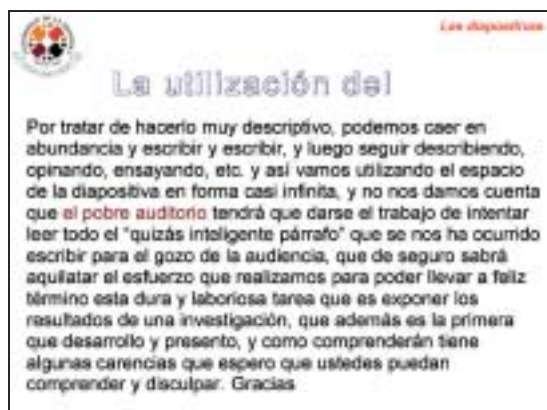 Las diapositivas
La utilización del
Por tratar de hacerlo muy descriptivo, podemos caer en
abundancia y escribir y escribir, y luego seguir describiendo,
opinando, ensayando, etc. y así vamos utilizando el espacio
de la diapositiva en forma casi infinita, y no nos damos cuenta
que el pobre auditorio tendrá que darse el trabajo de intentar
leer todo el "quizás inteligente párrafo" que se nos ha ocurrido
escribir para el gozo de la audiencia, que de seguro sabrá
aquilatar el esfuerzo que realizamos para poder llevar a feliz
término esta dura y laboriosa tarea que es exponer los
resultados de una investigación, que además es la primera
que desarrollo y presento, y como comprenderán tiene
algunas carencias que espero que ustedes puedan
comprender y disculpar. Gracias